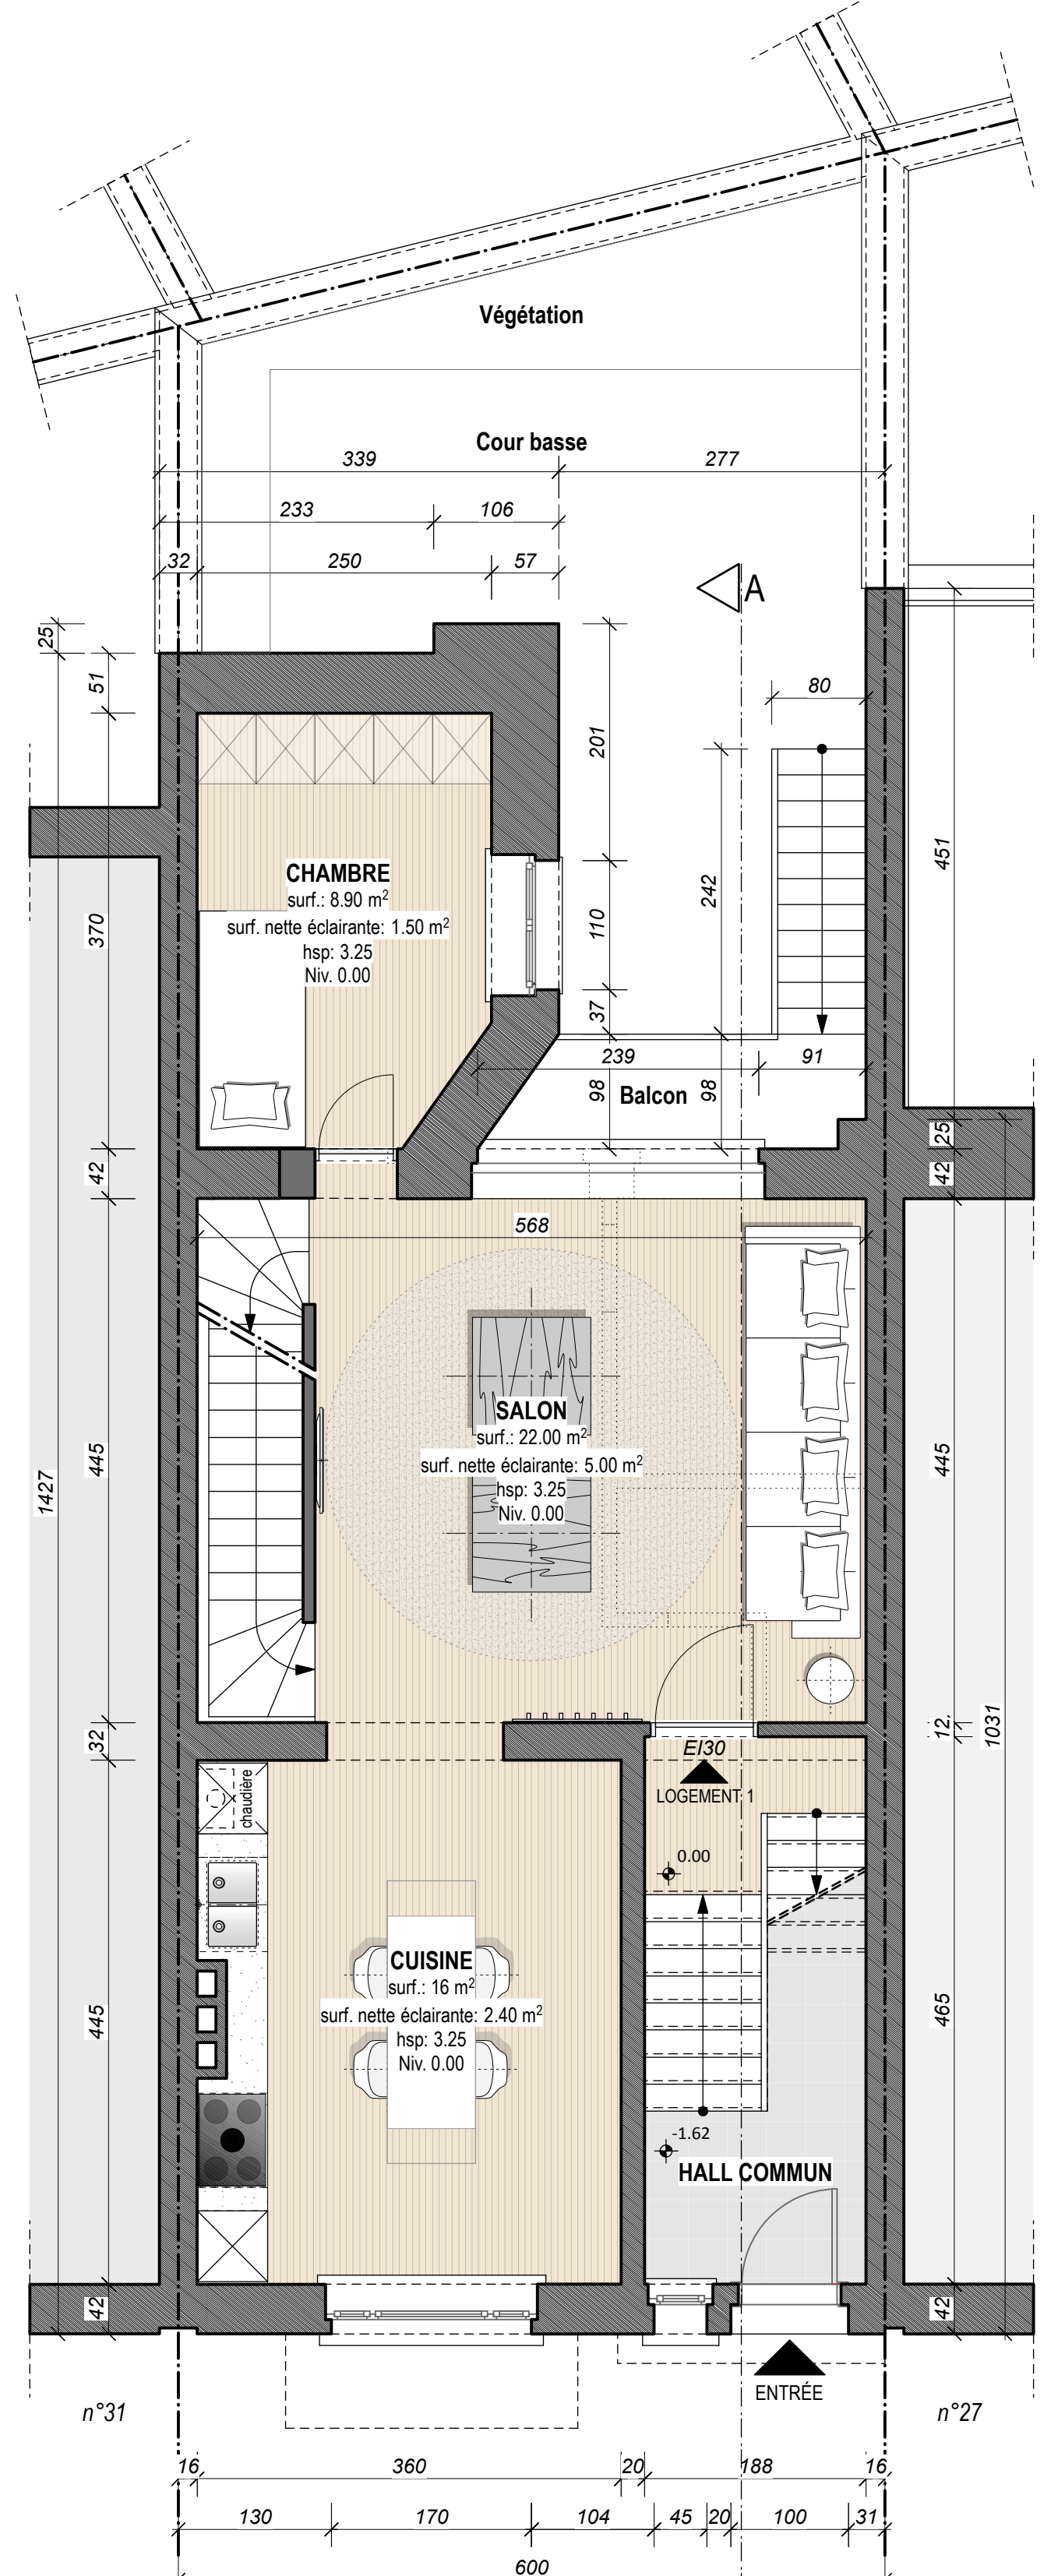 Végétation
Cour basse
339
277
233
106
32
250
57
A
25
51
80
201
451
242
CHAMBRE
surf.: 8.90 m²
surf. nette éclairante: 1.50 m²
hsp: 3.25
Niv. 0.00
370
110
37
239
91
98
Balcon
98
25
42
42
568
SALON
surf.: 22.00 m²
surf. nette éclairante: 5.00 m²
hsp: 3.25
Niv. 0.00
1427
445
445
32
12.
1031
EI30
LOGEMENT 1
chaudière
0.00
CUISINE
surf.: 16 m²
surf. nette éclairante: 2.40 m²
hsp: 3.25
Niv. 0.00
445
465
-1.62
HALL COMMUN
42
42
ENTRÉE
n°31
n°27
16
360
20
188
16
130
170
104
45
20
100
31
600